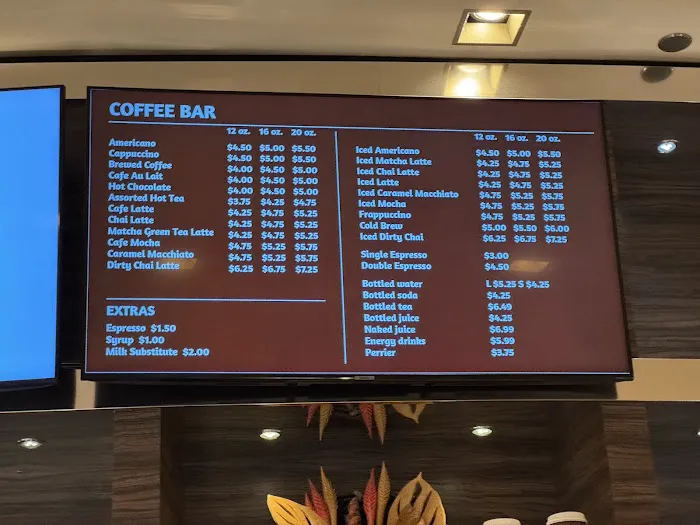 COFFEE BAR
12 oz. 16 oz. 20 oz.
Americano $4.50 $5.00 $5.50
Cappuccino $4.50 $5.00 $5.50
Brewed Coffee $4.00 $4.50 $5.00
Cafe Au Lait $4.00 $4.50 $5.00
Hot Chocolate $4.00 $4.50 $5.00
Assorted Hot Tea $3.75 $4.25 $4.75
Cafe Latte $4.25 $4.75 $5.25
Chai Latte $4.25 $4.75 $5.25
Matcha Green Tea Latte $4.25 $4.75 $5.25
Cafe Mocha $4.75 $5.25 $5.75
Caramel Macchiato $4.75 $5.25 $5.75
Dirty Chai Latte $6.25 $6.75 $7.25
EXTRAS
Espresso $1.50
Syrup $1.00
Milk Substitute $2.00
12 oz. 16 oz. 20 oz.
Iced Americano $4.50 $5.00 $5.50
Iced Matcha Latte $4.25 $4.75 $5.25
Iced Chai Latte $4.25 $4.75 $5.25
Iced Latte $4.25 $4.75 $5.25
Iced Caramel Macchiato $4.75 $5.25 $5.75
Iced Mocha $4.75 $5.25 $5.75
Frappuccino $4.75 $5.25 $5.75
Cold Brew $5.00 $5.50 $6.00
Iced Dirty Chai $6.25 $6.75 $7.25
Single Espresso $3.00
Double Espresso $4.50
Bottled water L $5.25 S $4.25
Bottled soda $4.25
Bottled tea $6.49
Bottled juice $4.25
Naked juice $6.99
Energy drinks $5.99
Perrier $3.75